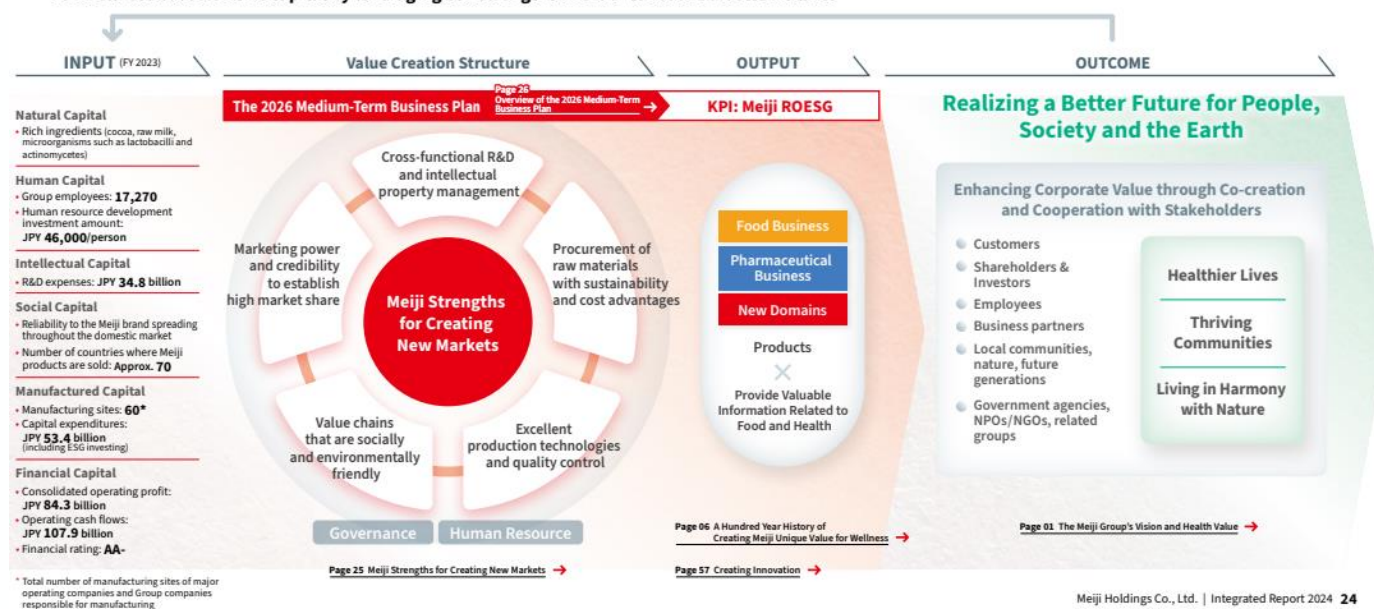 INPUT (FY 2023)
Value Creation Structure
OUTPUT
OUTCOME
Natural Capital
• Rich ingredients (cocoa, raw milk,
microorganisms such as lactobacilli and
actinomycetes)
Human Capital
• Group employees: 17,270
• Human resource development
investment amount:
JPY 46,000/person
Intellectual Capital
• R&D expenses: JPY 34.8 billion
Social Capital
• Reliability to the Meiji brand spreading
throughout the domestic market
• Number of countries where Meiji
products are sold: Approx. 70
Manufactured Capital
• Manufacturing sites: 60*
• Capital expenditures:
JPY 53.4 billion
(including ESG investing)
Financial Capital
• Consolidated operating profit:
JPY 84.3 billion
• Operating cash flows:
JPY 107.9 billion
• Financial rating: AA-
* Total number of manufacturing sites of major
operating companies and Group companies
responsible for manufacturing
The 2026 Medium-Term Business Plan
Page 26
Overview of the 2026 Medium-Term
Business Plan
Cross-functional R&D
and intellectual
property management
Marketing power
and credibility
to establish
high market share
Procurement of
raw materials
with sustainability
and cost advantages
Meiji Strengths
for Creating
New Markets
Value chains
that are socially
and environmentally
friendly
Excellent
production technologies
and quality control
Governance
Human Resource
Page 25 Meiji Strengths for Creating New Markets
KPI: Meiji ROESG
Food Business
Pharmaceutical
Business
New Domains
Products
×
Provide Valuable
Information Related to
Food and Health
Page 06 A Hundred Year History of
Creating Meiji Unique Value for Wellness
Page 57 Creating Innovation
Realizing a Better Future for People,
Society and the Earth
Enhancing Corporate Value through Co-creation
and Cooperation with Stakeholders
Customers
Shareholders &
Investors
Employees
Business partners
Local communities,
nature, future
generations
Government agencies,
NPOs/NGOs, related
groups
Healthier Lives
Thriving
Communities
Living in Harmony
with Nature
Page 01 The Meiji Group's Vision and Health Value
Meiji Holdings Co., Ltd. | Integrated Report 2024 24